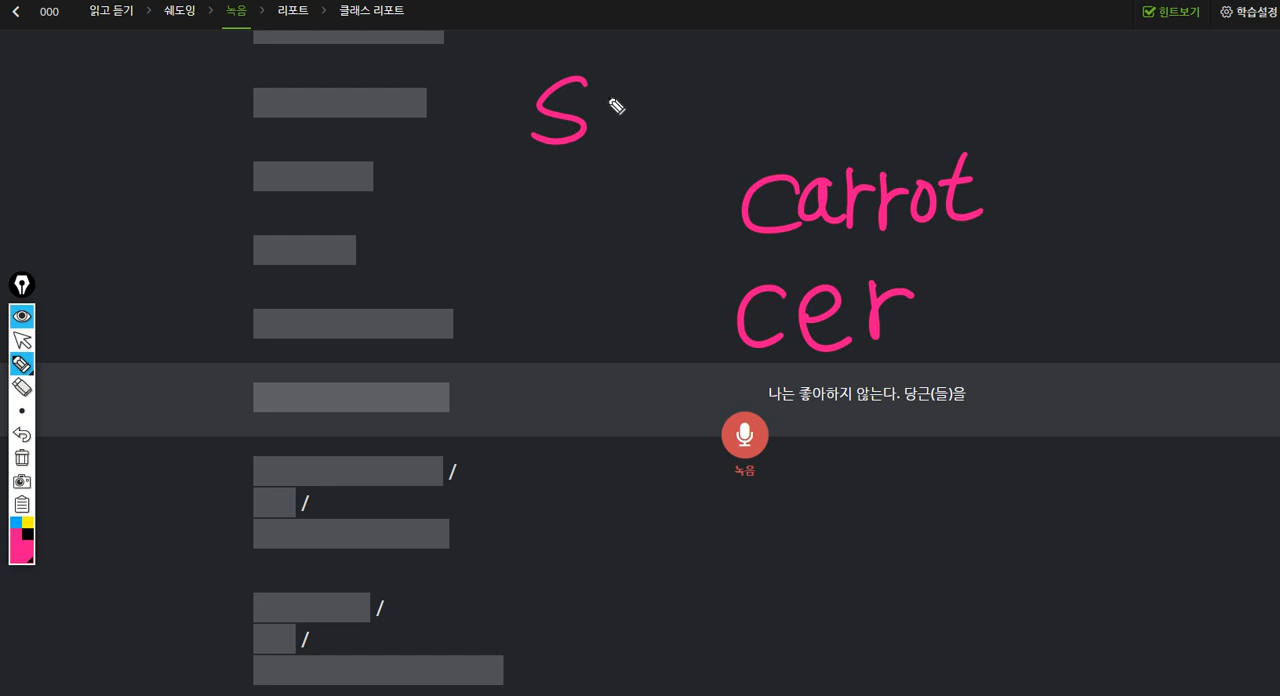 000 읽고 듣기 > 쉐도잉 > 녹음 > 리포트 > 클래스 리포트 힌트보기 학습설정
S
carrot
cer
나는 좋아하지 않는다. 당근(들)을
녹음
/
/
/
/